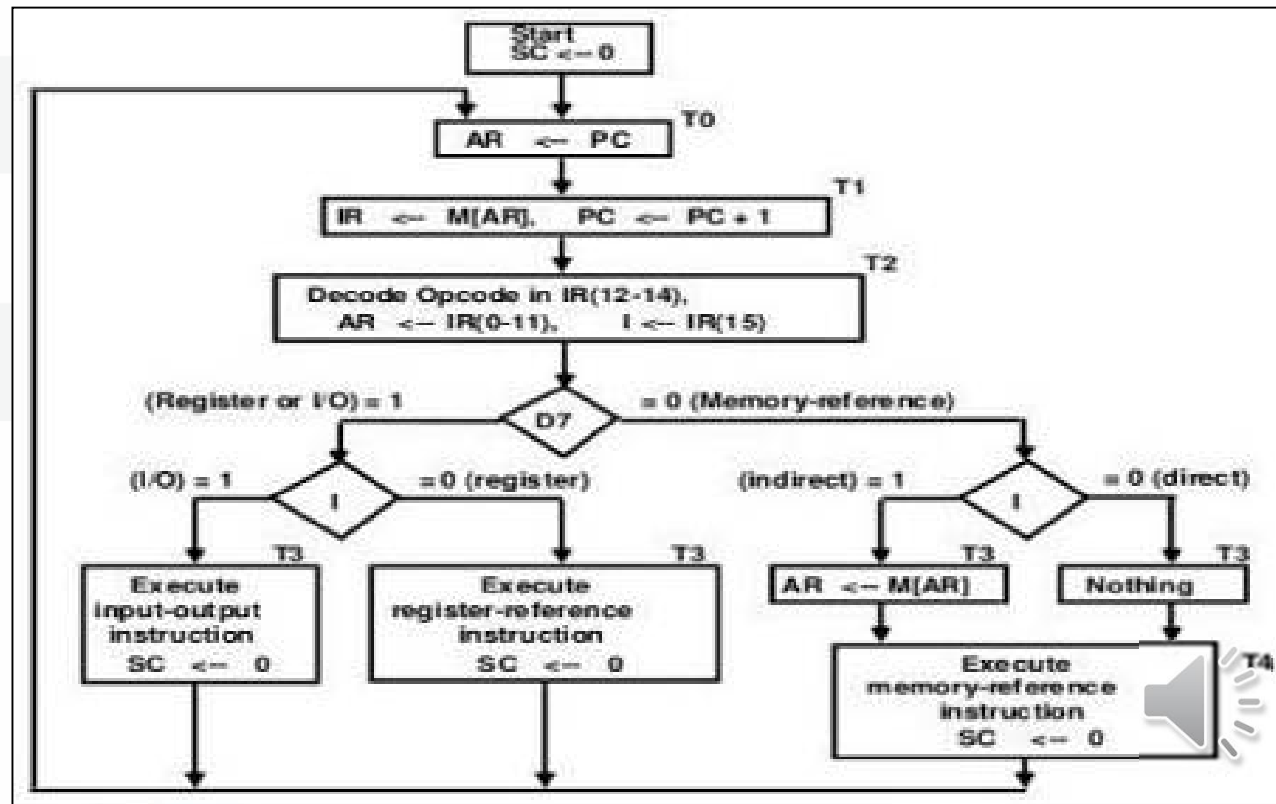 Start
SC <-- 0
T0
AR <-- PC
T1
IR <-- M[AR], PC <-- PC + 1
T2
Decode Opcode in IR(12-14),
AR <-- IR(0-11), I <-- IR(15)
(Register or I/O) = 1
D7
= 0 (Memory-reference)
(I/O) = 1
I
= 0 (register)
(indirect) = 1
I
= 0 (direct)
T3
Execute
input-output
instruction
SC <-- 0
T3
Execute
register-reference
instruction
SC <-- 0
T3
AR <-- M[AR]
T3
Nothing
T4
Execute
memory-reference
instruction
SC <-- 0